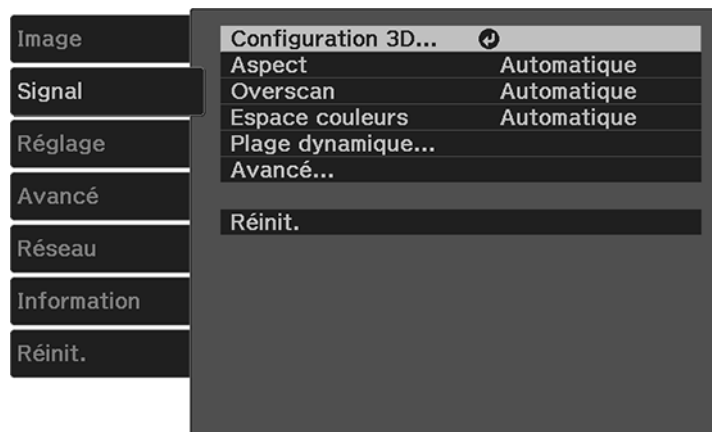 Image
Signal
Réglage
Avancé
Réseau
Information
Réinit.
Configuration 3D...
Aspect Automatique
Overscan Automatique
Espace couleurs Automatique
Plage dynamique...
Avancé...
Réinit.